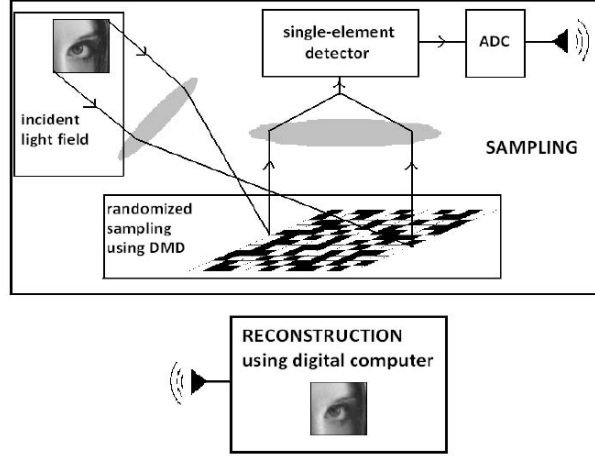 incident
light field
single-element
detector
ADC
SAMPLING
randomized
sampling
using DMD
RECONSTRUCTION
using digital computer